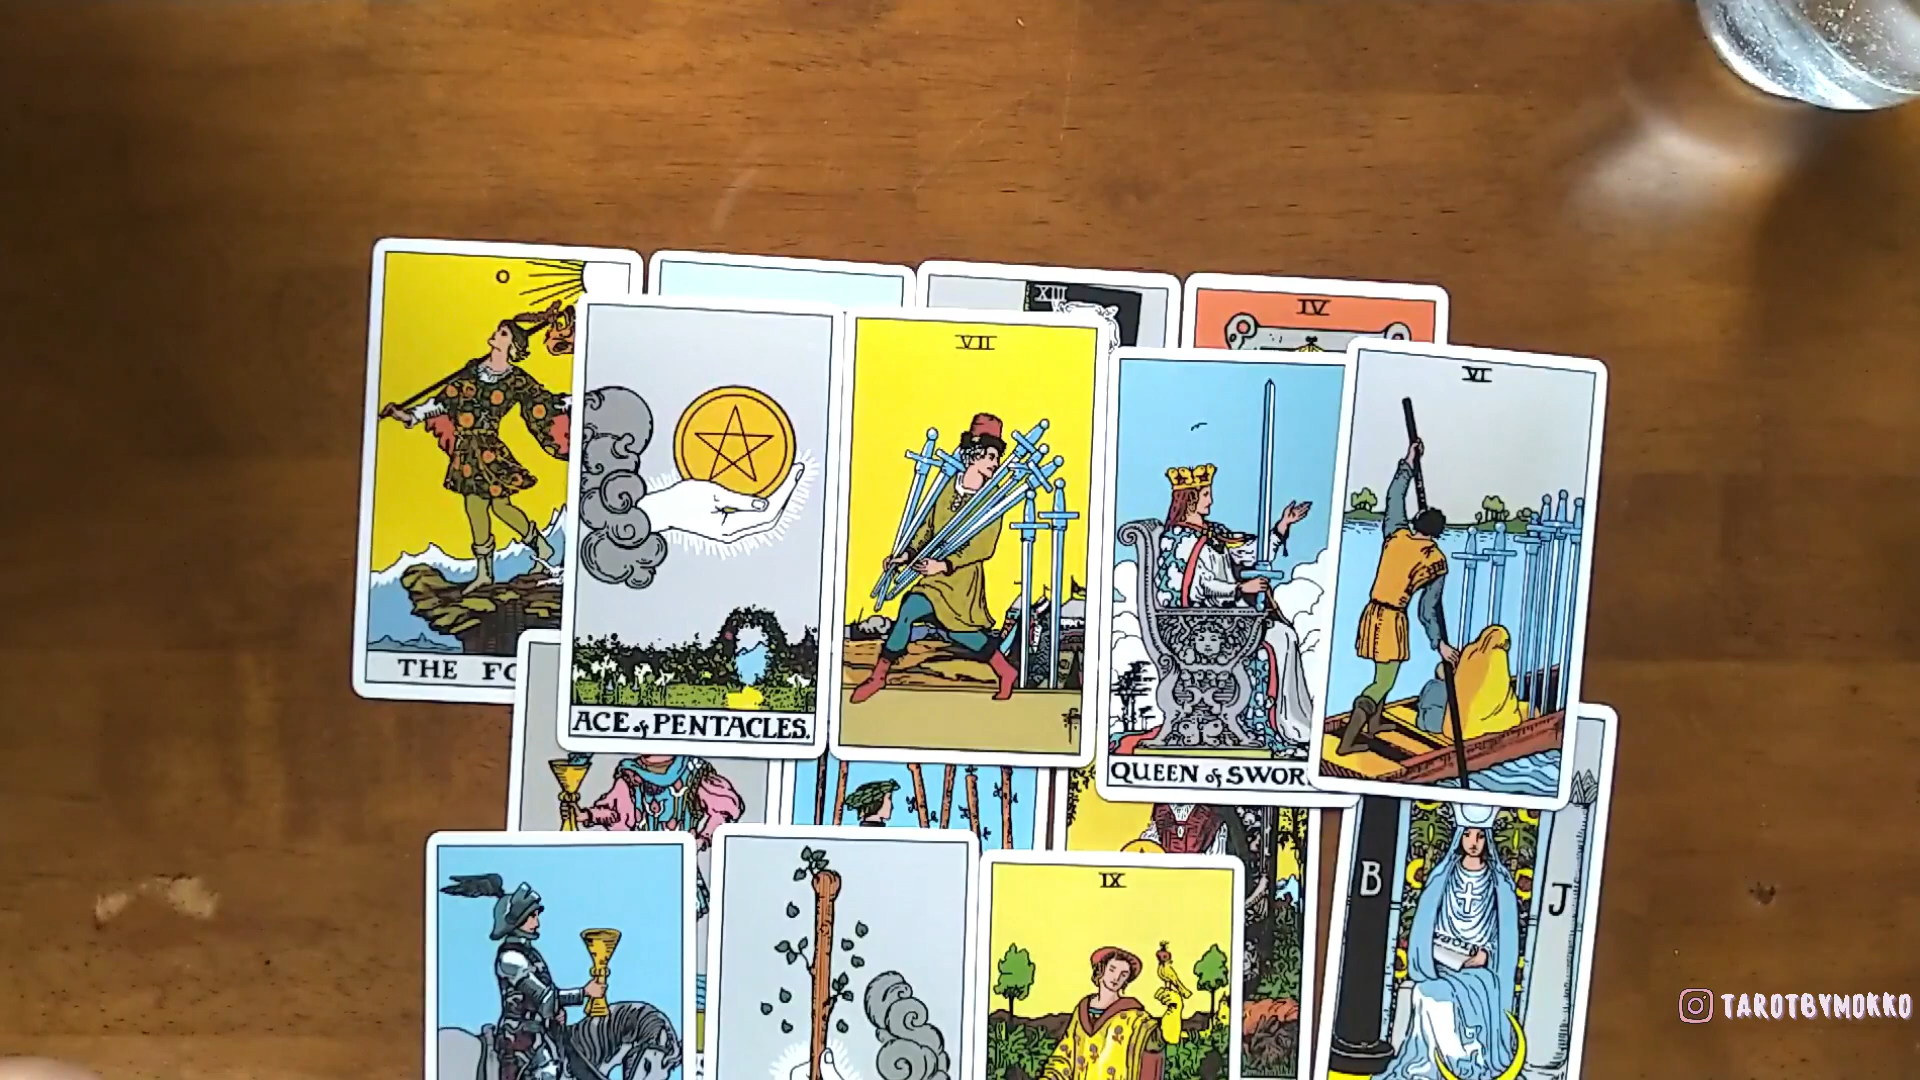 XIII
IV
VII
VI
THE FO
ACE of PENTACLES.
QUEEN of SWOR
B
J
IX
TAROTBYMOKKO